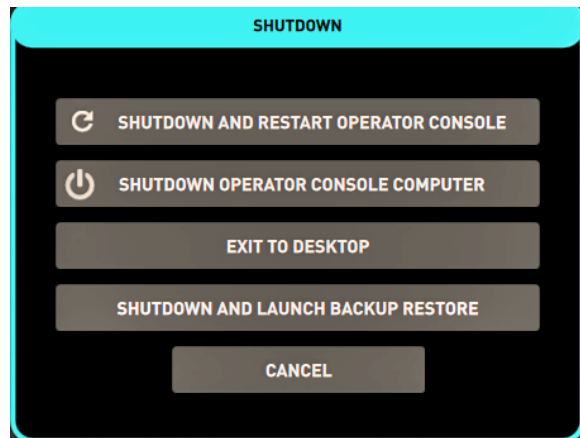 SHUTDOWN
SHUTDOWN AND RESTART OPERATOR CONSOLE
SHUTDOWN OPERATOR CONSOLE COMPUTER
EXIT TO DESKTOP
SHUTDOWN AND LAUNCH BACKUP RESTORE
CANCEL